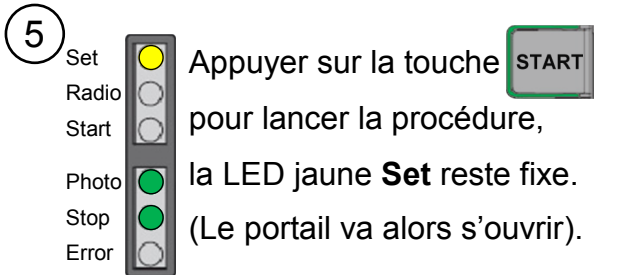 5
Set
Radio
Start
Photo
Stop
Error
Appuyer sur la touche START
pour lancer la procédure,
la LED jaune Set reste fixe.
(Le portail va alors s’ouvrir).